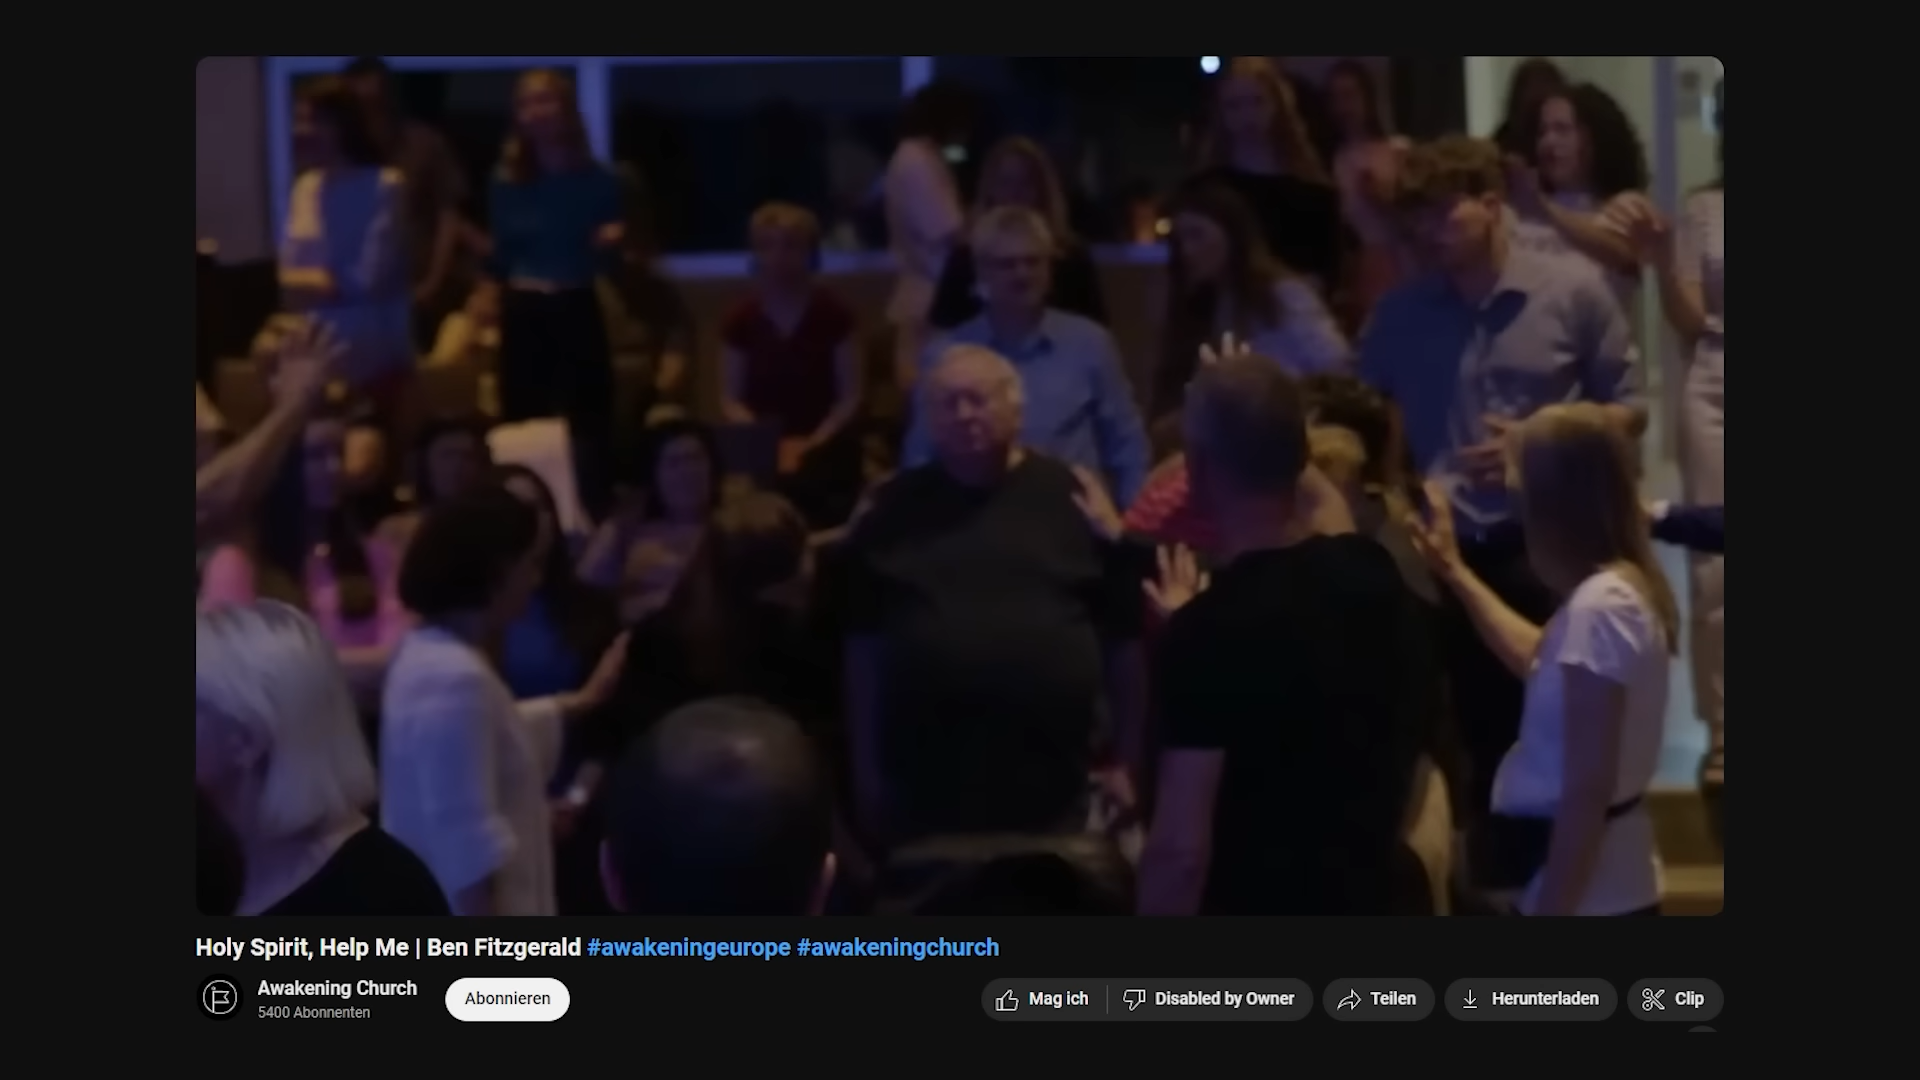 Holy Spirit, Help Me | Ben Fitzgerald #awakeningeurope #awakeningchurch
Awakening Church
5400 Abonnenten
Abonnieren
Mag ich
Disabled by Owner
Teilen
Herunterladen
Clip